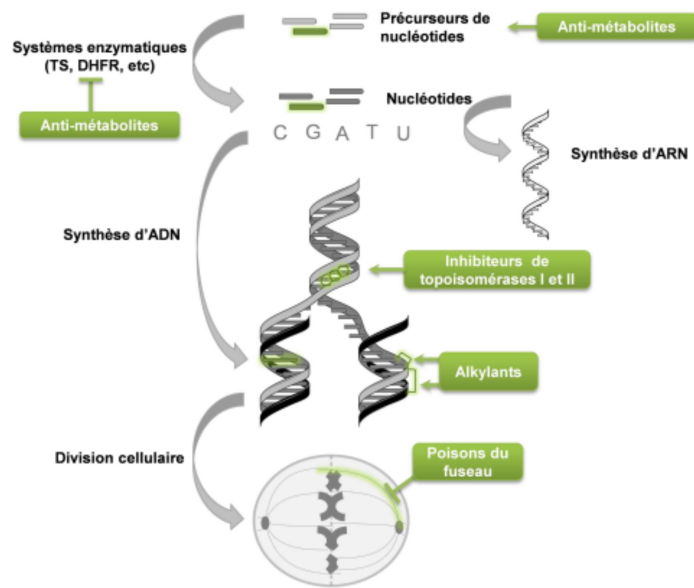 Précurseurs de
nucléotides
Anti-métabolites
Systèmes enzymatiques
(TS, DHFR, etc)
Anti-métabolites
Nucléotides
C G A T U
Synthèse d'ARN
Synthèse d'ADN
Inhibiteurs de
topoisomérases I et II
Alkylants
Division cellulaire
Poisons du
fuseau